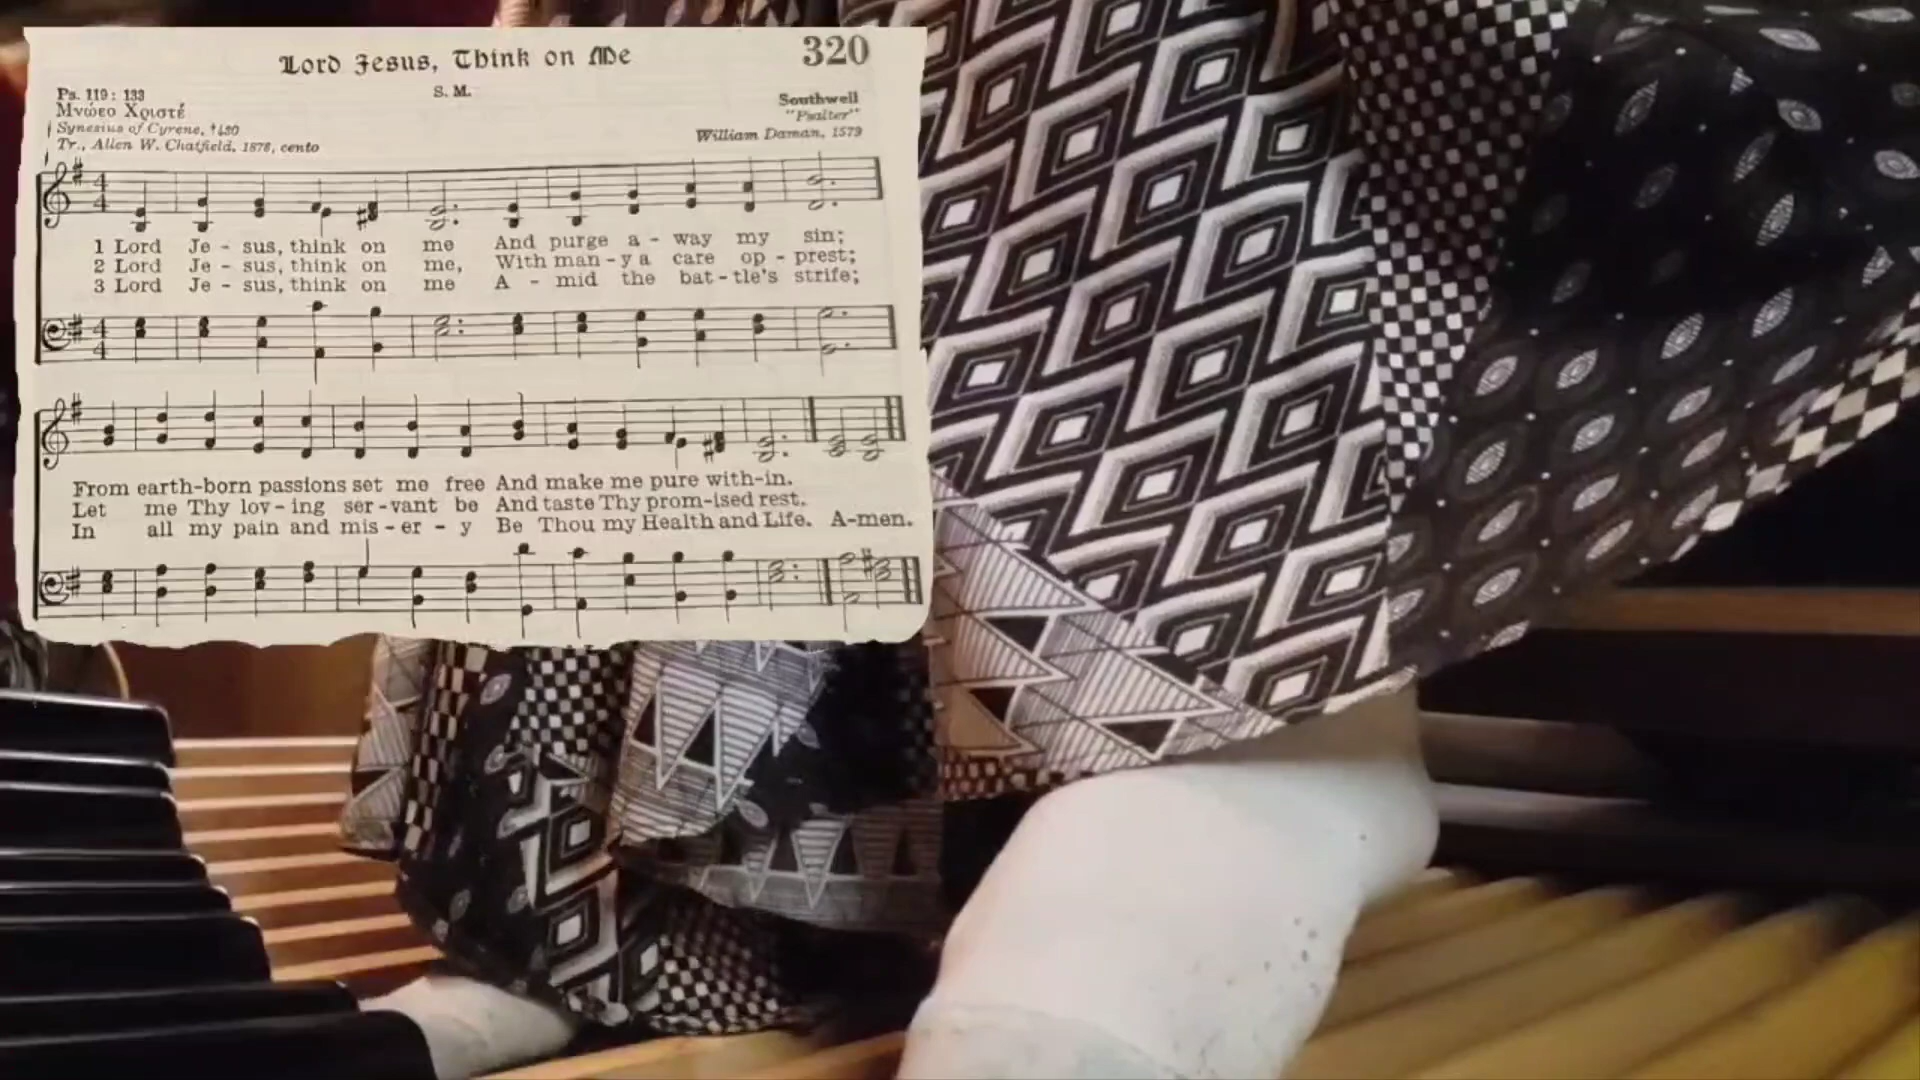 Lord Jesus, Think on Me
320
Ps. 119: 133
S. M.
Μνώεο Χριστέ
Synesius of Cyrene, †430
Tr., Allen W. Chatfield, 1876, cento
Southwell
"Psalter"
William Daman, 1579
1 Lord Je - sus, think on me And purge a - way my sin;
2 Lord Je - sus, think on me, With man - y a care op - prest;
3 Lord Je - sus, think on me A - mid the bat - tle's strife;
From earth-born passions set me free And make me pure with-in.
Let me Thy lov - ing ser - vant be And taste Thy prom-ised rest.
In all my pain and mis - er - y Be Thou my Health and Life. A-men.